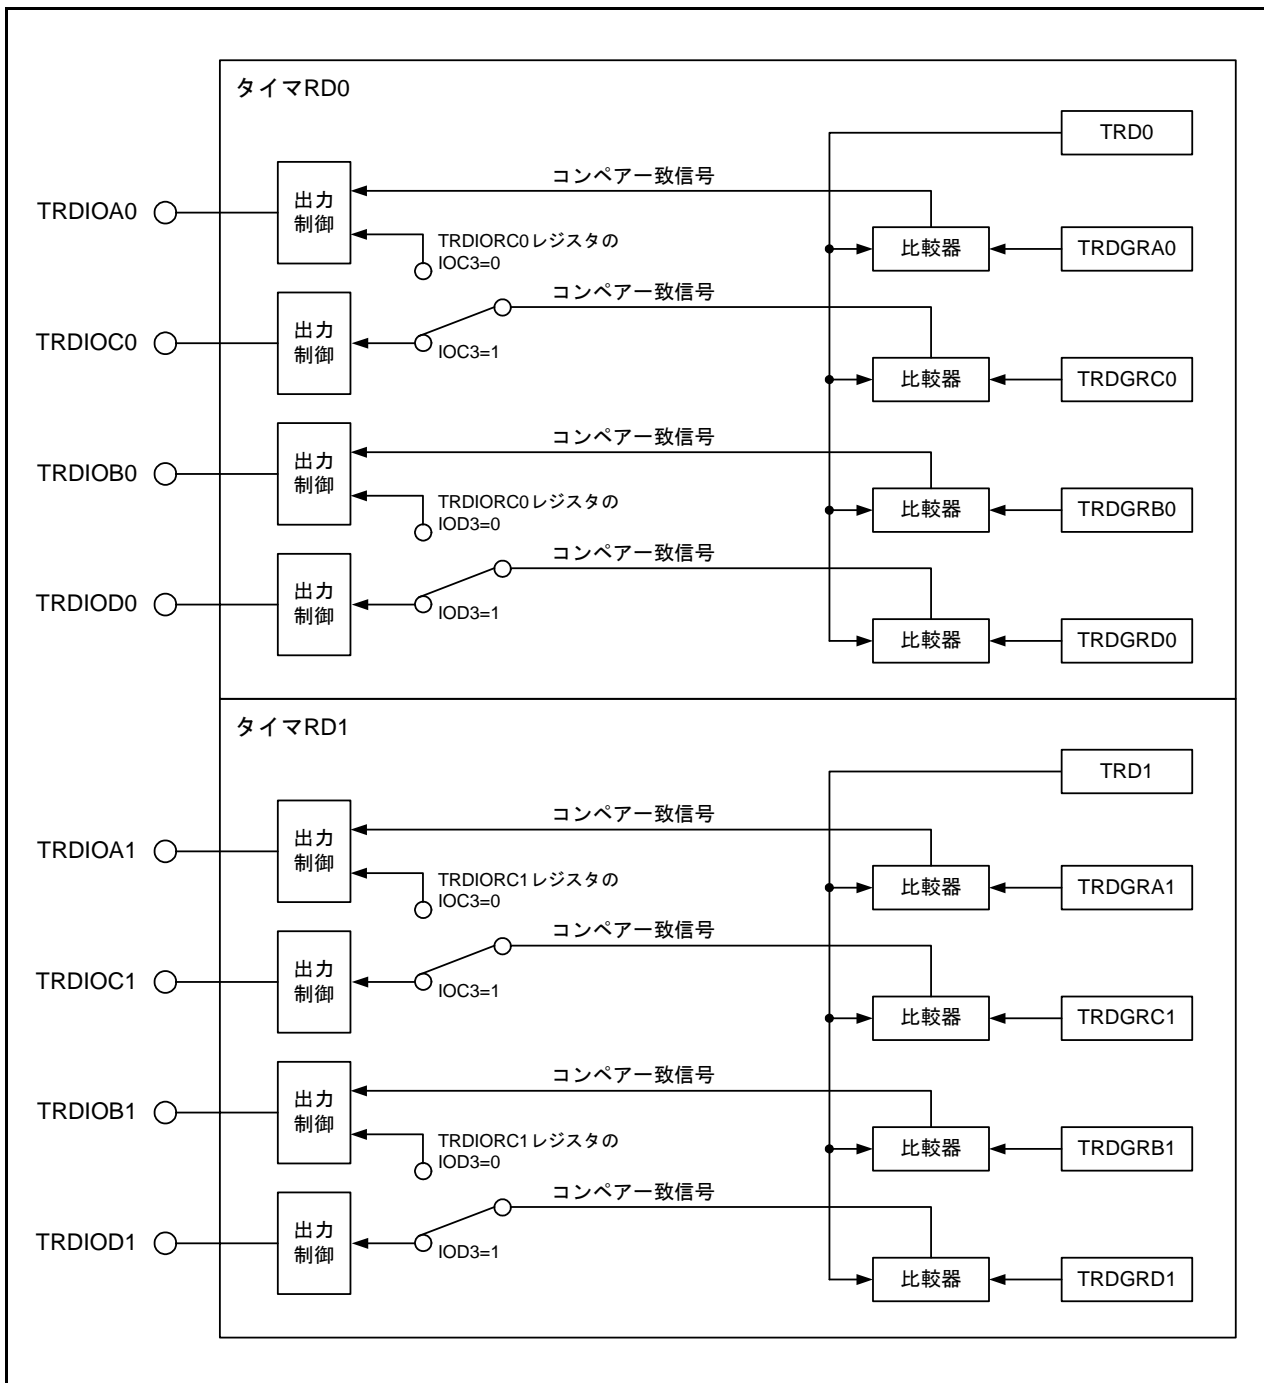 タイマRD0
TRD0
コンペアー致信号
TRDIOA0
出力
制御
TRDIORC0レジスタの
IOC3=0
比較器
TRDGRA0
コンペアー致信号
TRDIOC0
出力
制御
IOC3=1
比較器
TRDGRC0
コンペアー致信号
TRDIOB0
出力
制御
TRDIORC0レジスタの
IOD3=0
比較器
TRDGRB0
コンペアー致信号
TRDIOD0
出力
制御
IOD3=1
比較器
TRDGRD0
タイマRD1
TRD1
コンペアー致信号
TRDIOA1
出力
制御
TRDIORC1レジスタの
IOC3=0
比較器
TRDGRA1
コンペアー致信号
TRDIOC1
出力
制御
IOC3=1
比較器
TRDGRC1
コンペアー致信号
TRDIOB1
出力
制御
TRDIORC1レジスタの
IOD3=0
比較器
TRDGRB1
コンペアー致信号
TRDIOD1
出力
制御
IOD3=1
比較器
TRDGRD1